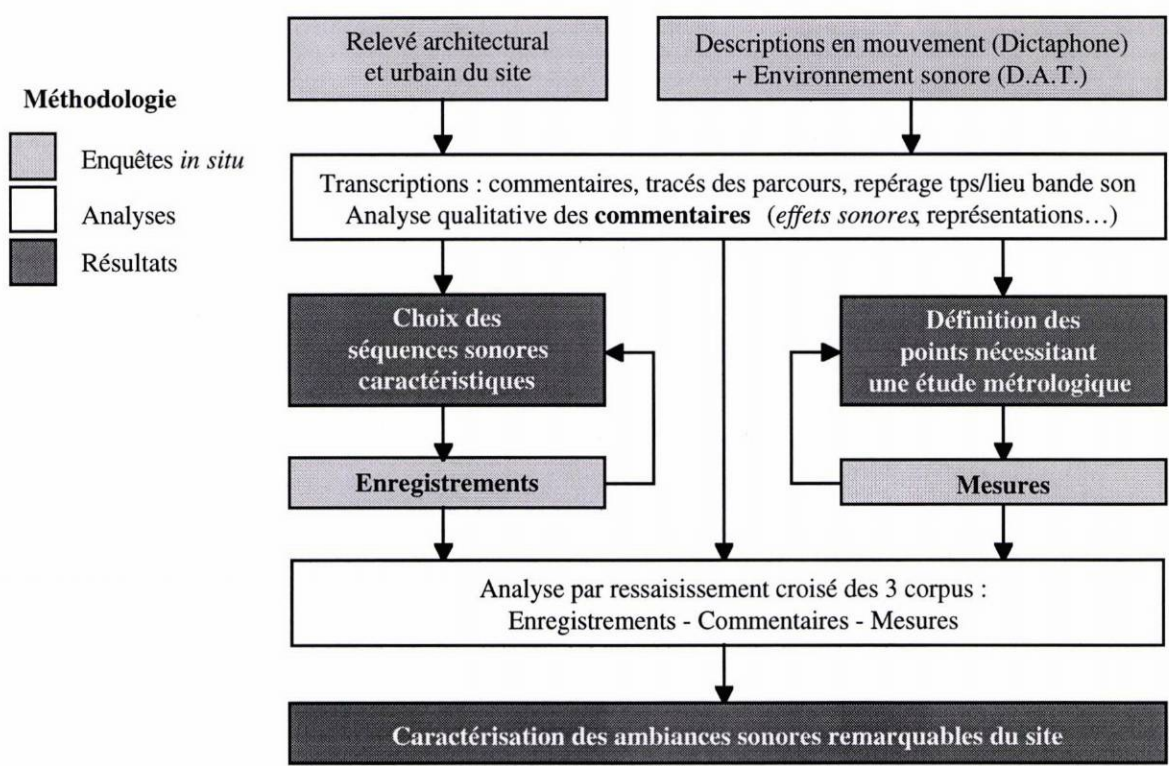 Relevé architectural
et urbain du site
Descriptions en mouvement (Dictaphone)
+ Environnement sonore (D.A.T.)
Méthodologie
Enquêtes in situ
Analyses
Résultats
Transcriptions : commentaires, tracés des parcours, repérage tps/lieu bande son
Analyse qualitative des commentaires (effets sonores, représentations…)
Choix des
séquences sonores
caractéristiques
Définition des
points nécessitant
une étude métrologique
Enregistrements
Mesures
Analyse par ressaisissement croisé des 3 corpus :
Enregistrements - Commentaires - Mesures
Caractérisation des ambiances sonores remarquables du site